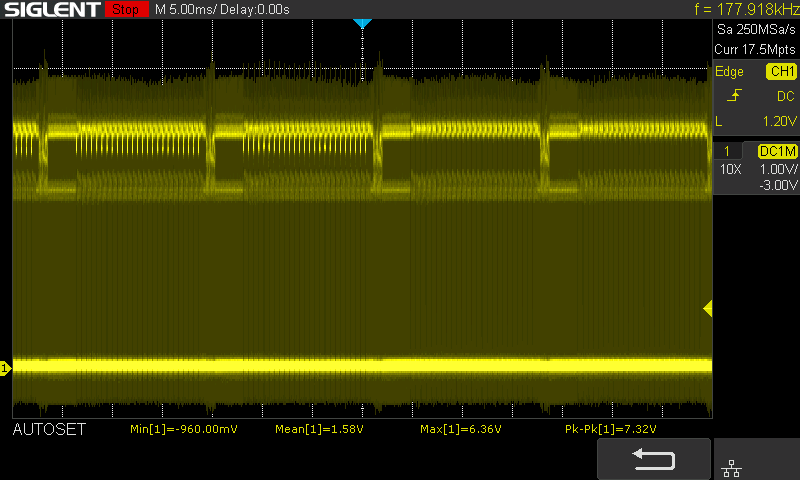 SIGLENT Stop M 5.00ms/ Delay:0.00s f = 177.918kHz
Sa 250MSa/s
Curr 17.5Mpts
Edge CH1
DC
L 1.20V
1 DC1M
10X 1.00V/
-3.00V
1
AUTOSET Min[1]=-960.00mV Mean[1]=1.58V Max[1]=6.36V Pk-Pk[1]=7.32V